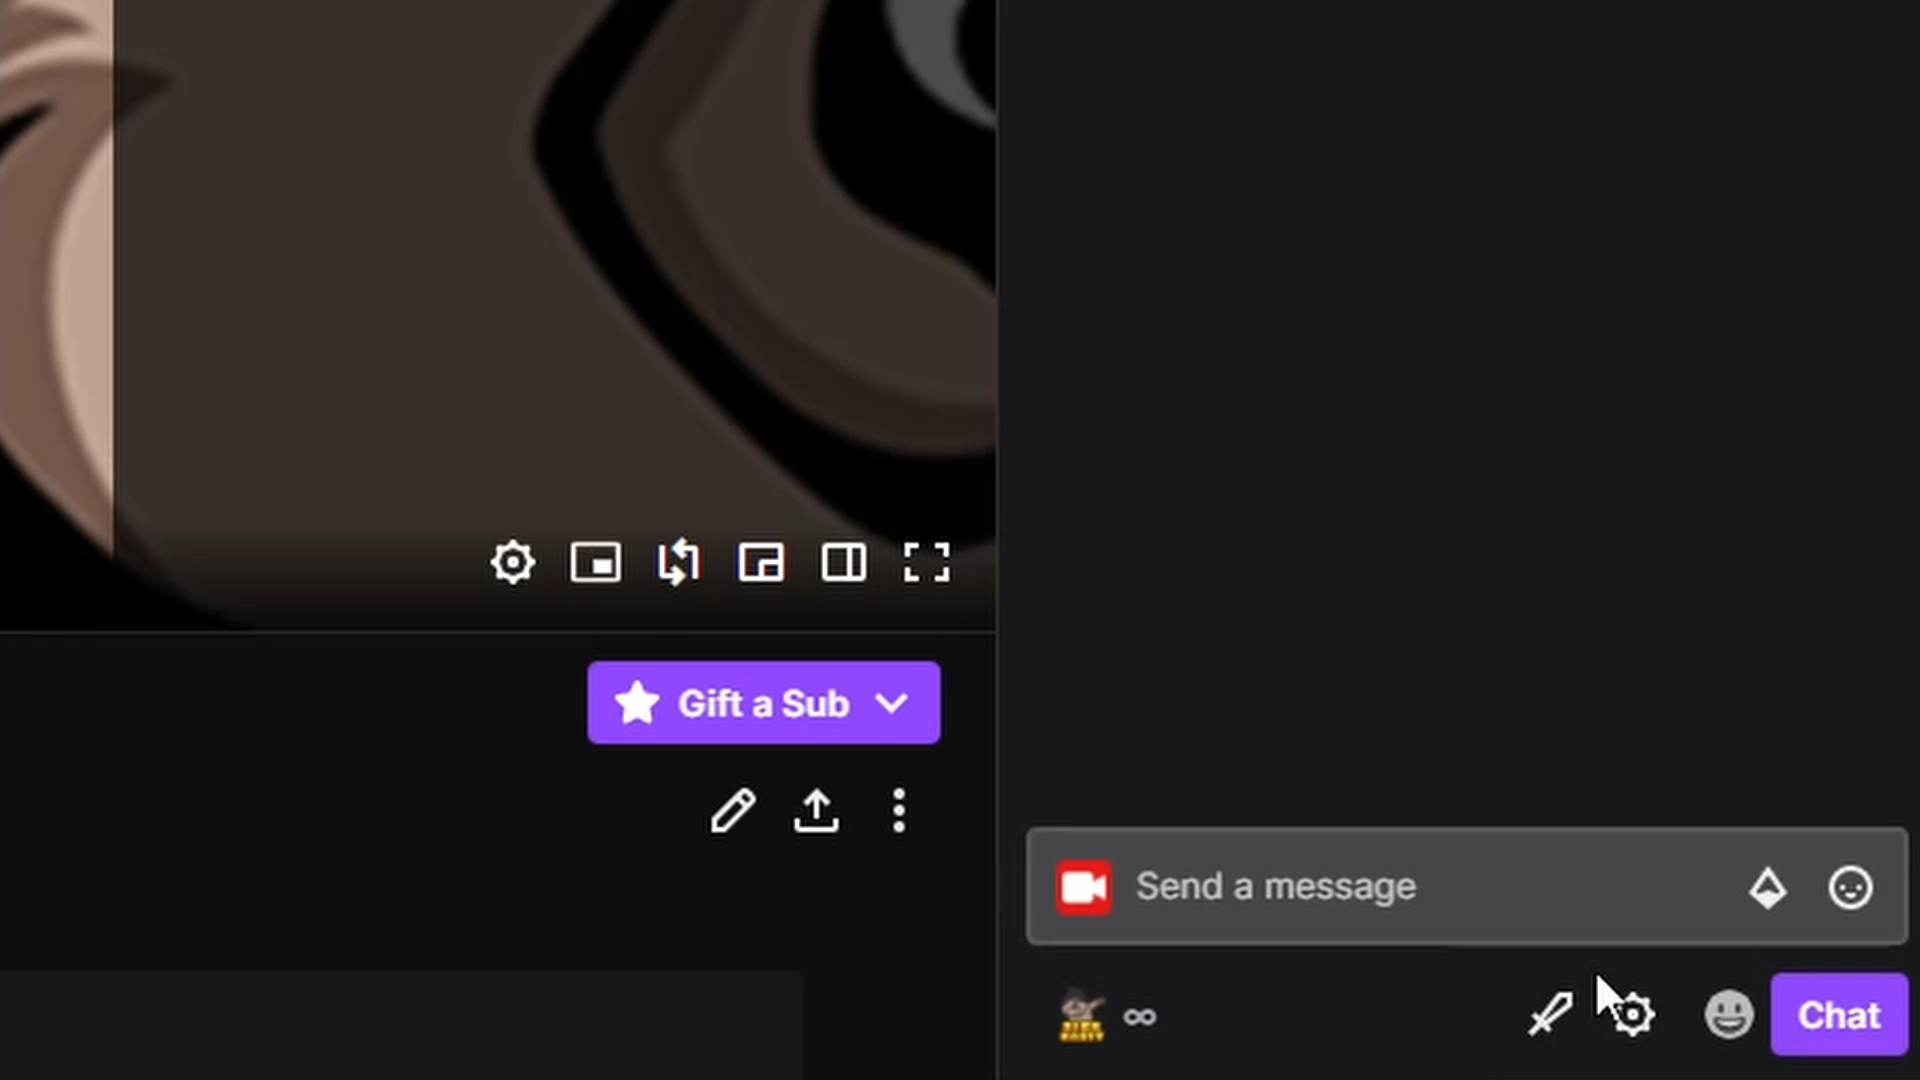 Gift a Sub
Send a message
∞
Chat